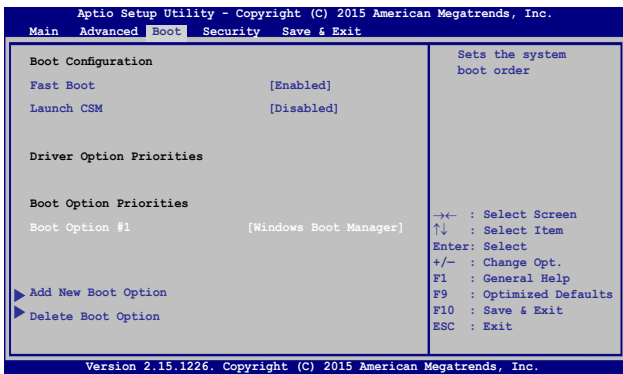 Aptio Setup Utility - Copyright (C) 2015 American Megatrends, Inc.
Main Advanced Boot Security Save & Exit
Boot Configuration
Fast Boot [Enabled]
Launch CSM [Disabled]
Driver Option Priorities
Boot Option Priorities
Boot Option #1 [Windows Boot Manager]
Add New Boot Option
Delete Boot Option
Sets the system
boot order
→← : Select Screen
↑↓ : Select Item
Enter: Select
+/— : Change Opt.
F1 : General Help
F9 : Optimized Defaults
F10 : Save & Exit
ESC : Exit
Version 2.15.1226. Copyright (C) 2015 American Megatrends, Inc.